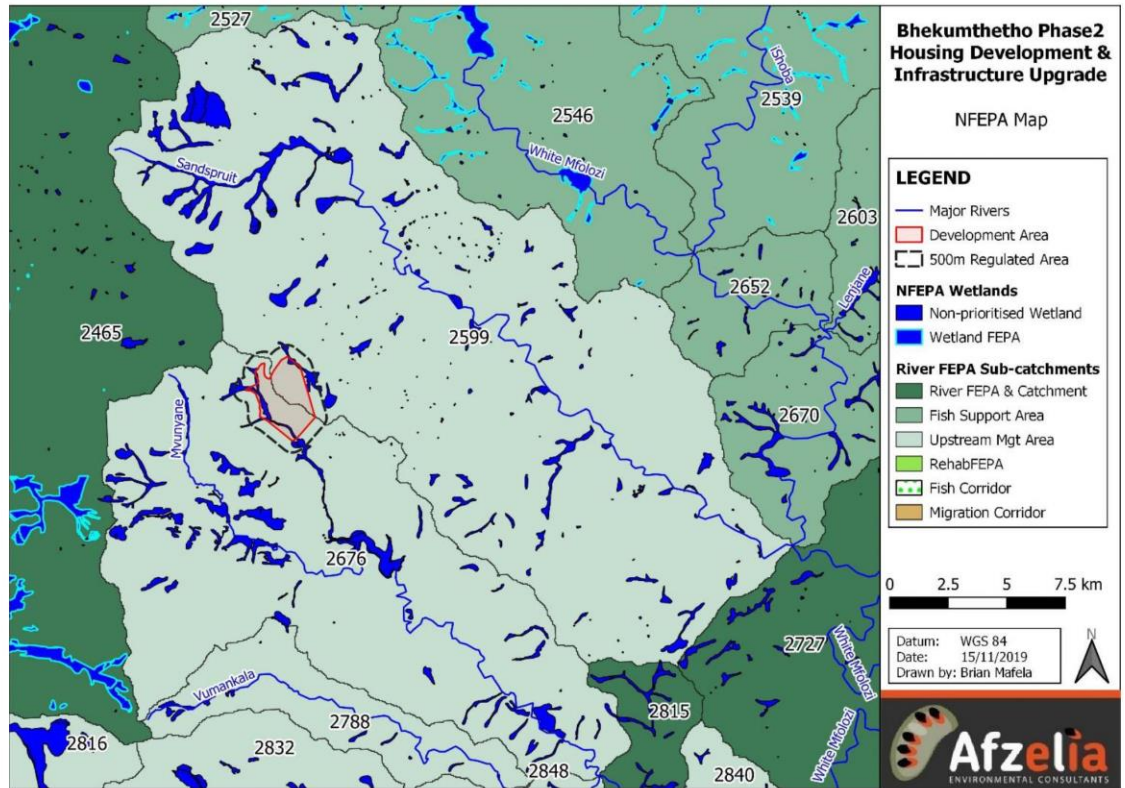 2527
iShoba
2539
2546
Sandspruit
White Mfolozi
2603
2652
Lenjane
2465
2599
Mvunyane
2670
2676
2727
White Mfolozi
Vumankala
2788
2815
2816
2832
2848
2840
White Mfolozi
Bhekumthetho Phase2
Housing Development &
Infrastructure Upgrade
NFEPA Map
LEGEND
Major Rivers
Development Area
500m Regulated Area
NFEPA Wetlands
Non-prioritised Wetland
Wetland FEPA
River FEPA Sub-catchments
River FEPA & Catchment
Fish Support Area
Upstream Mgt Area
RehabFEPA
Fish Corridor
Migration Corridor
0 2.5 5 7.5 km
Datum: WGS 84
Date: 15/11/2019
Drawn by: Brian Mafela
N
Afzelia
ENVIRONMENTAL CONSULTANTS